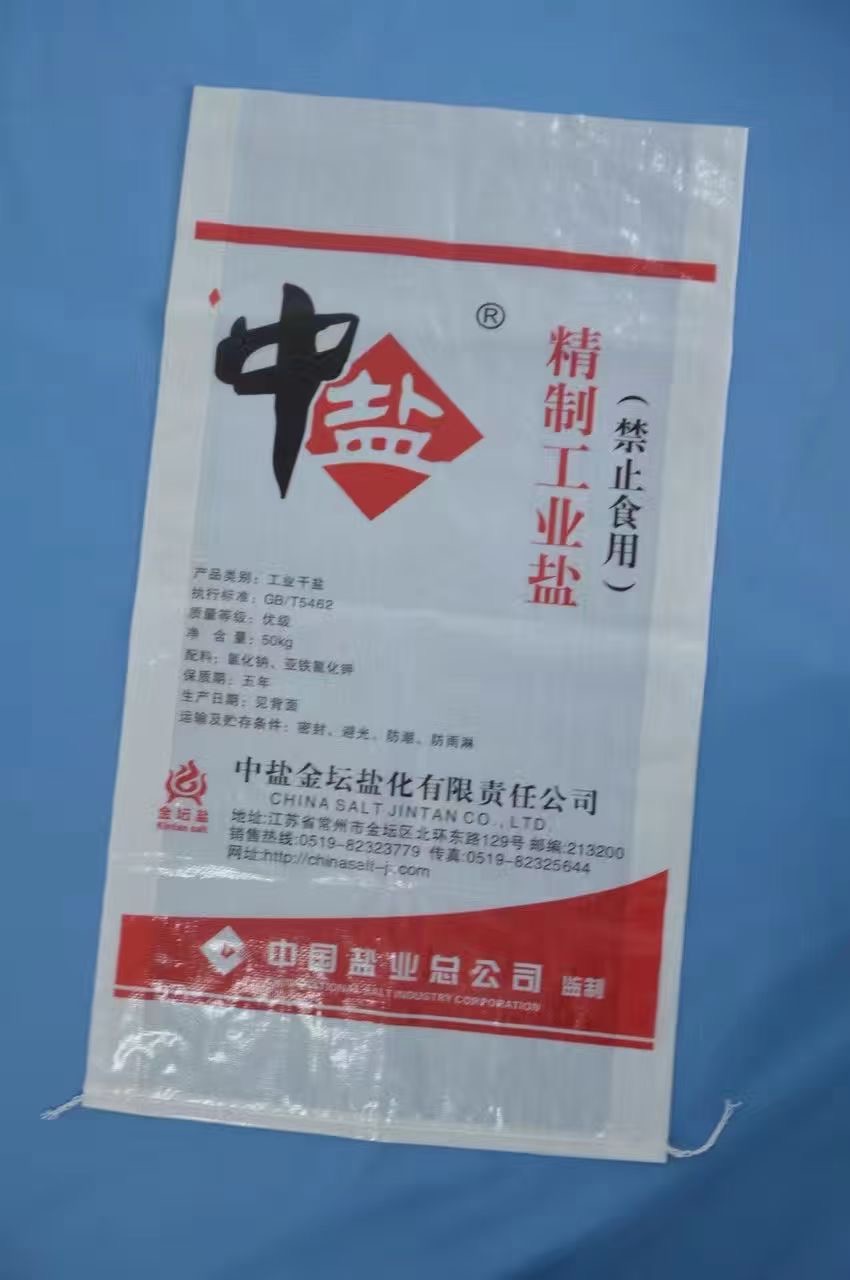 中盐
®
精制工业盐
（禁止食用）
产品类别：工业干盐
执行标准：GB/T5462
质量等级：优级
净 含 量：50kg
配料：氯化钠、亚铁氰化钾
保质期：五年
生产日期：见背面
运输及贮存条件：密封、避光、防潮、防雨淋
金坛盐
中盐金坛盐化有限责任公司
CHINA SALT JINTAN CO., LTD.
地址:江苏省常州市金坛区北环东路129号 邮编:213200
销售热线:0519-82323779 传真:0519-82325644
网址:http://chinasalt-j.com
中国盐业总公司 监制
NATIONAL SALT INDUSTRY CORPORATION